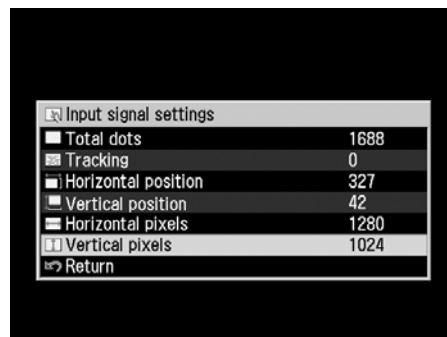 Input signal settings
Total dots 1688
Tracking 0
Horizontal position 327
Vertical position 42
Horizontal pixels 1280
Vertical pixels 1024
Return